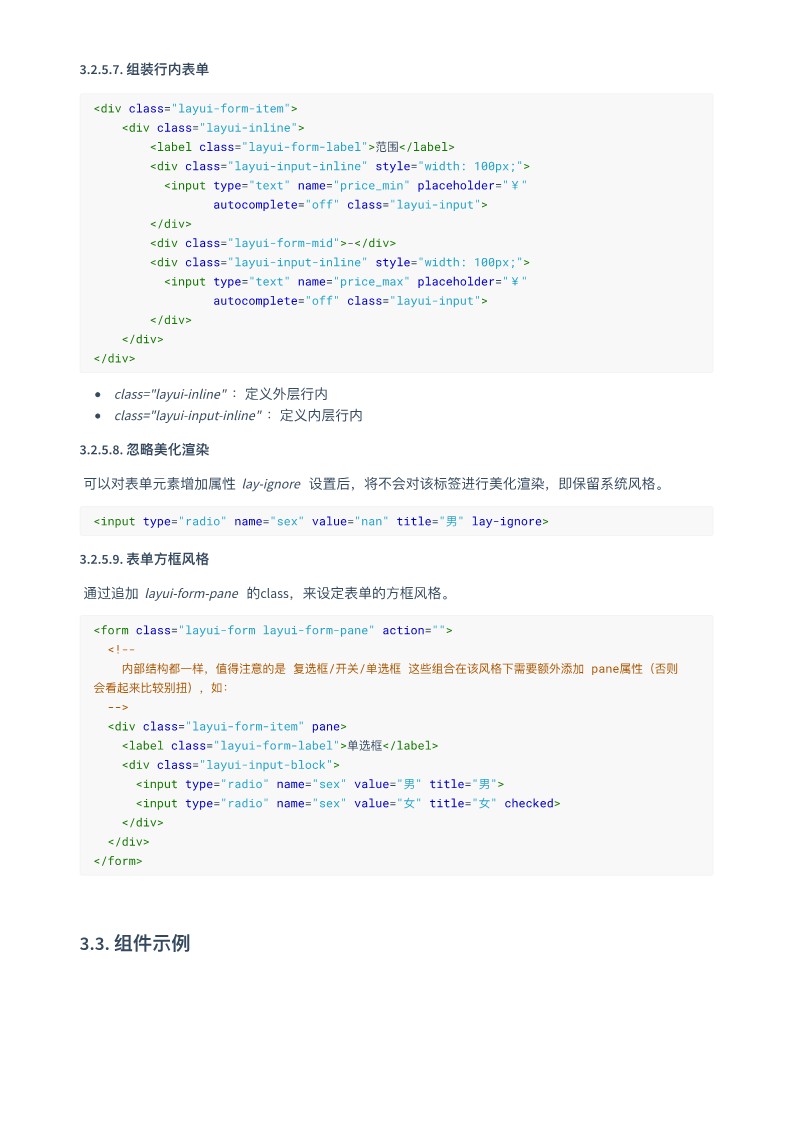 3.2.5.7. 组装行内表单
<div class="layui-form-item">
    <div class="layui-inline">
        <label class="layui-form-label">范围</label>
        <div class="layui-input-inline" style="width: 100px;">
          <input type="text" name="price_min" placeholder="￥"
                 autocomplete="off" class="layui-input">
        </div>
        <div class="layui-form-mid">-</div>
        <div class="layui-input-inline" style="width: 100px;">
          <input type="text" name="price_max" placeholder="￥"
                 autocomplete="off" class="layui-input">
        </div>
    </div>
</div>
• class="layui-inline" ：定义外层行内
• class="layui-input-inline" ：定义内层行内
3.2.5.8. 忽略美化渲染
可以对表单元素增加属性 lay-ignore 设置后，将不会对该标签进行美化渲染，即保留系统风格。
<input type="radio" name="sex" value="nan" title="男" lay-ignore>
3.2.5.9. 表单方框风格
通过追加 layui-form-pane 的class，来设定表单的方框风格。
<form class="layui-form layui-form-pane" action="">
  <!--
    内部结构都一样，值得注意的是 复选框/开关/单选框 这些组合在该风格下需要额外添加 pane属性（否则
会看起来比较别扭），如：
  -->
  <div class="layui-form-item" pane>
    <label class="layui-form-label">单选框</label>
    <div class="layui-input-block">
      <input type="radio" name="sex" value="男" title="男">
      <input type="radio" name="sex" value="女" title="女" checked>
    </div>
  </div>
</form>
3.3. 组件示例